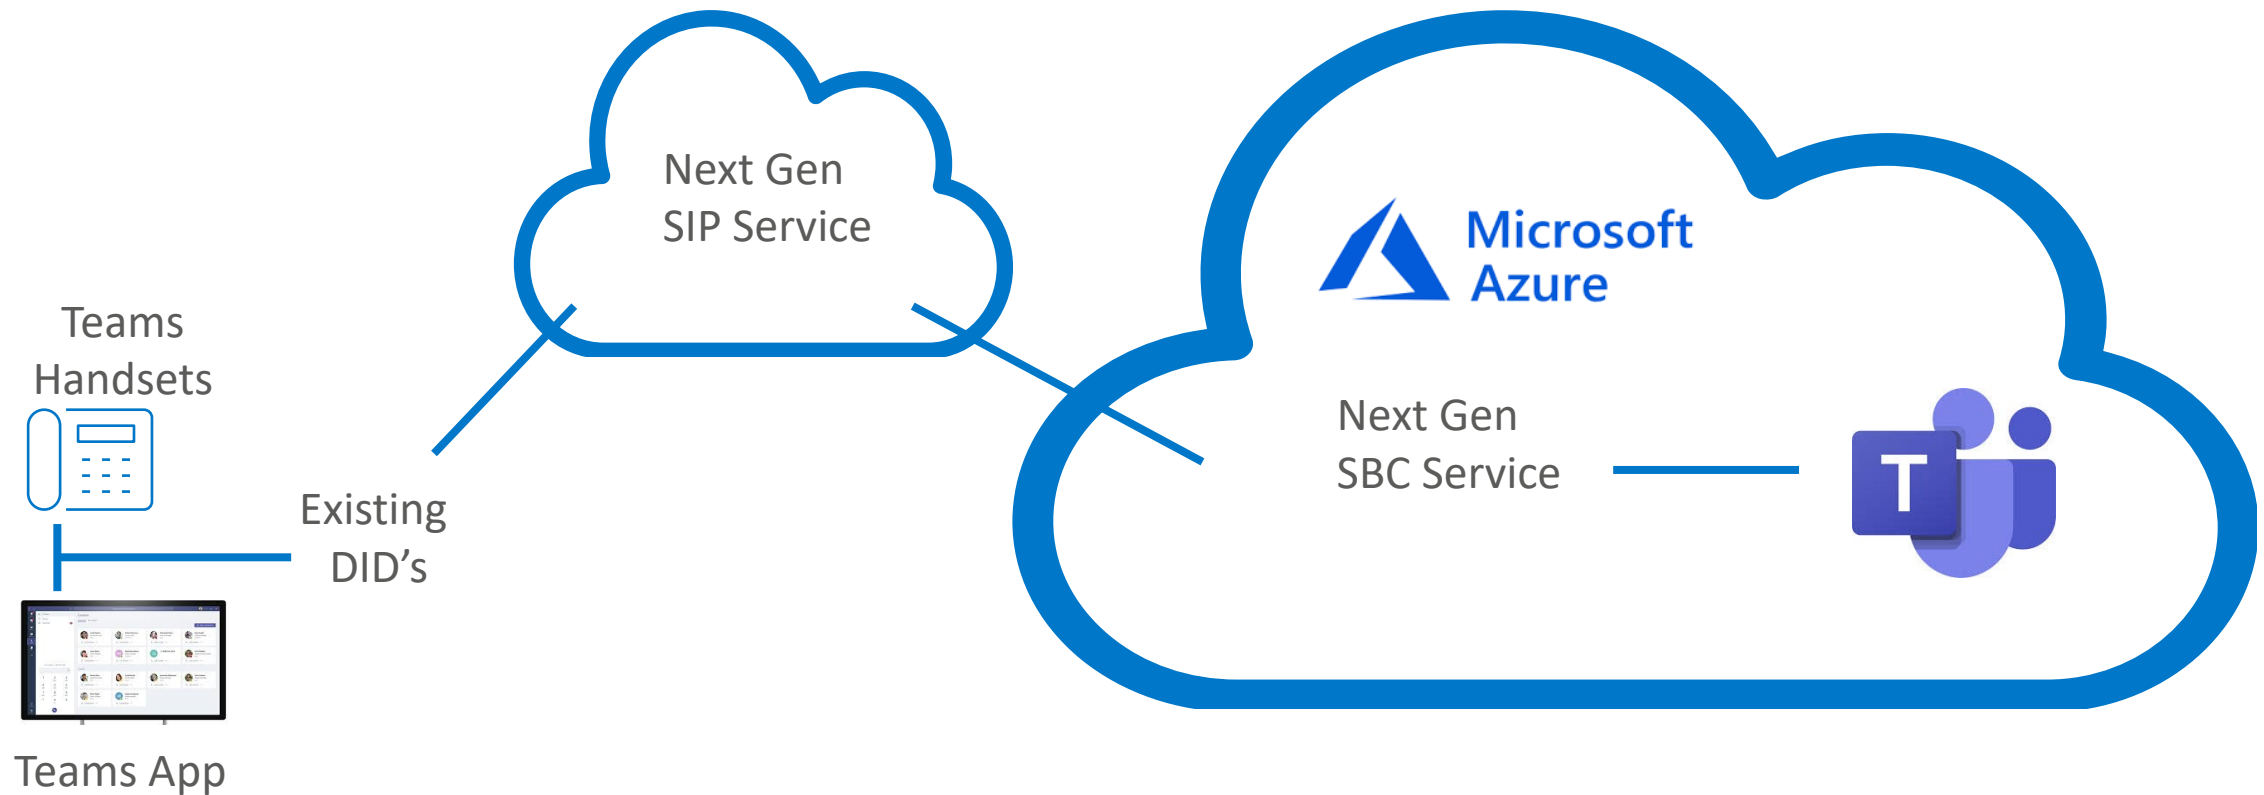 Next Gen
SIP Service
Microsoft
Azure
Teams
Handsets
Next Gen
SBC Service
T
Existing
DID’s
Teams App